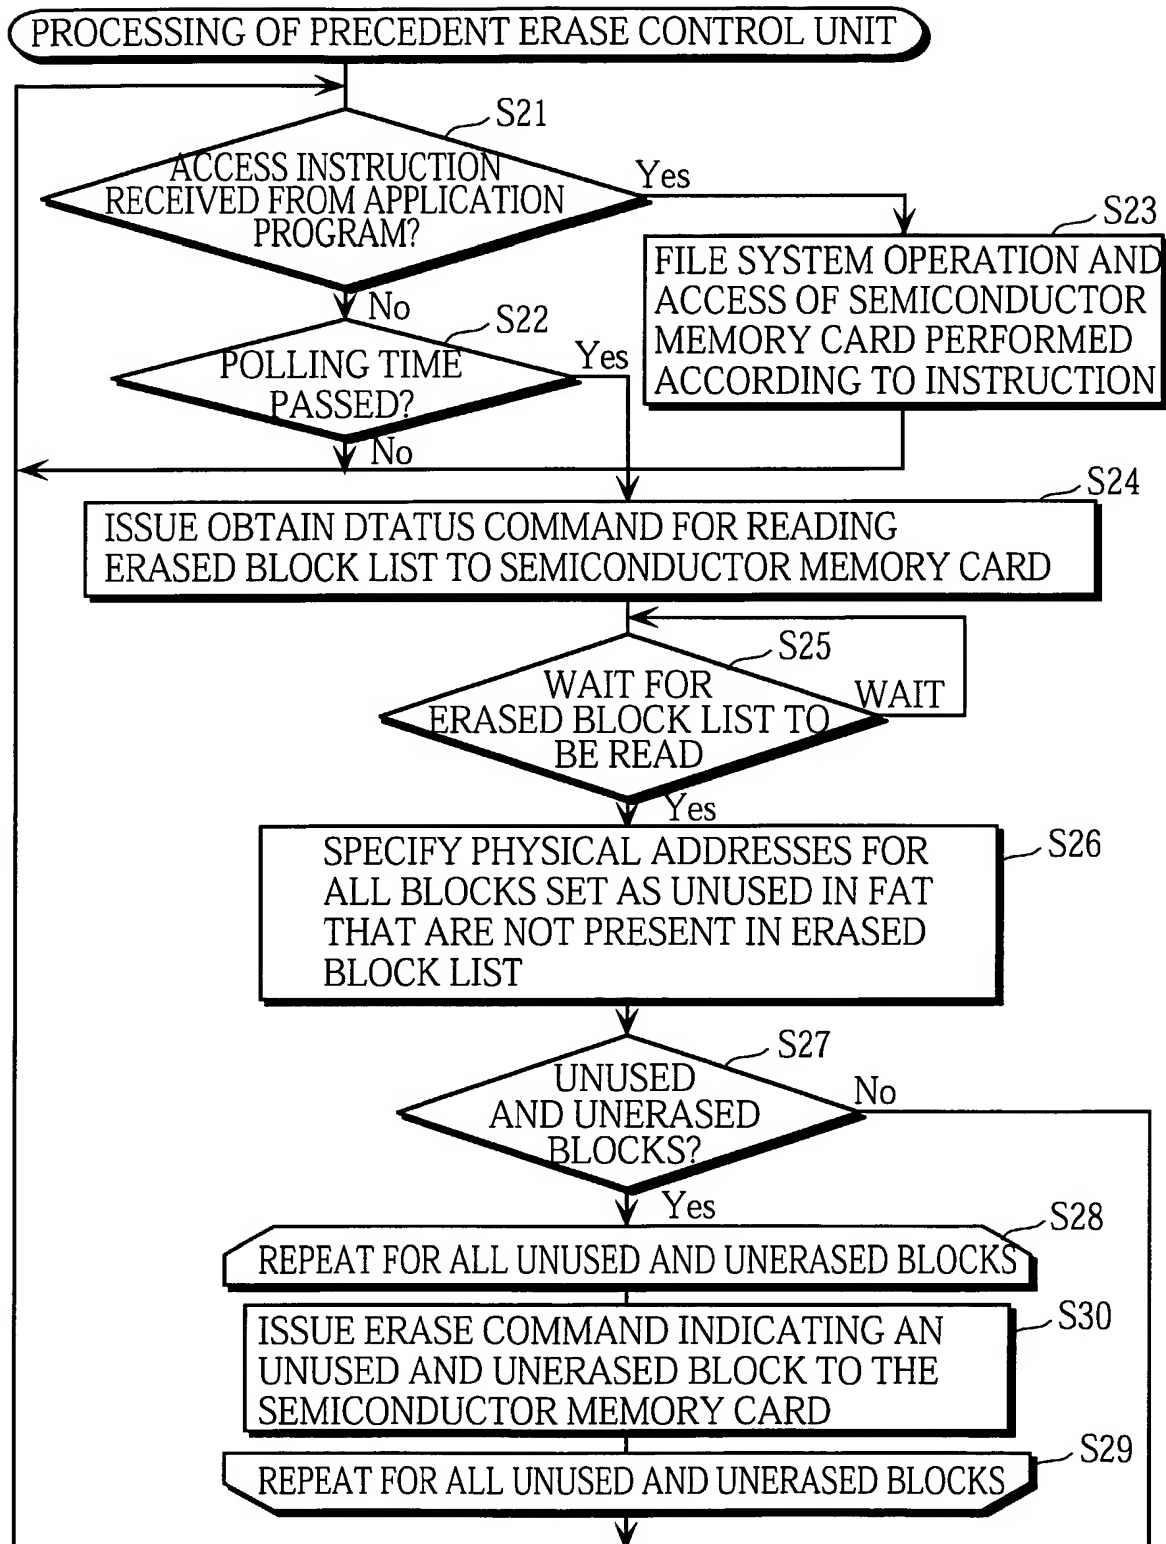 PROCESSING OF PRECEDENT ERASE CONTROL UNIT
S21
ACCESS INSTRUCTION
RECEIVED FROM APPLICATION
PROGRAM?
Yes
No
S23
FILE SYSTEM OPERATION AND
ACCESS OF SEMICONDUCTOR
MEMORY CARD PERFORMED
ACCORDING TO INSTRUCTION
S22
POLLING TIME
PASSED?
Yes
No
S24
ISSUE OBTAIN DTATUS COMMAND FOR READING
ERASED BLOCK LIST TO SEMICONDUCTOR MEMORY CARD
S25
WAIT FOR
ERASED BLOCK LIST TO
BE READ
WAIT
Yes
S26
SPECIFY PHYSICAL ADDRESSES FOR
ALL BLOCKS SET AS UNUSED IN FAT
THAT ARE NOT PRESENT IN ERASED
BLOCK LIST
S27
UNUSED
AND UNERASED
BLOCKS?
No
Yes
S28
REPEAT FOR ALL UNUSED AND UNERASED BLOCKS
S30
ISSUE ERASE COMMAND INDICATING AN
UNUSED AND UNERASED BLOCK TO THE
SEMICONDUCTOR MEMORY CARD
S29
REPEAT FOR ALL UNUSED AND UNERASED BLOCKS